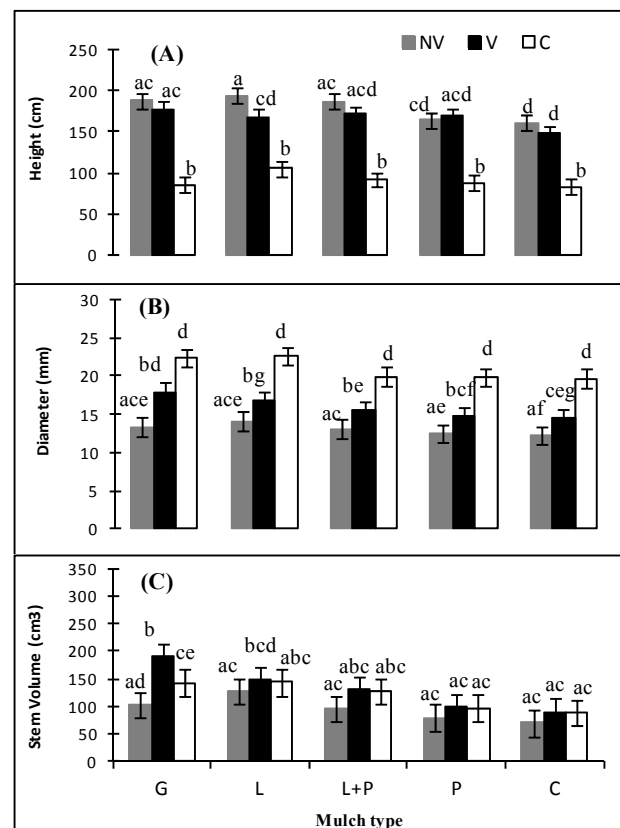 (A)
NV V C
250
200
150
100
50
0
Height (cm)
ac ac b
a cd b
ac acd b
cd acd b
d d b
(B)
30
25
20
15
10
5
0
Diameter (mm)
ace bd d
ace bg d
ac be d
ae bcf d
af ceg d
(C)
350
300
250
200
150
100
50
0
Stem Volume (cm3)
ad b ce
ac bcd abc
ac abc abc
ac ac ac
ac ac ac
G L L+P P C
Mulch type